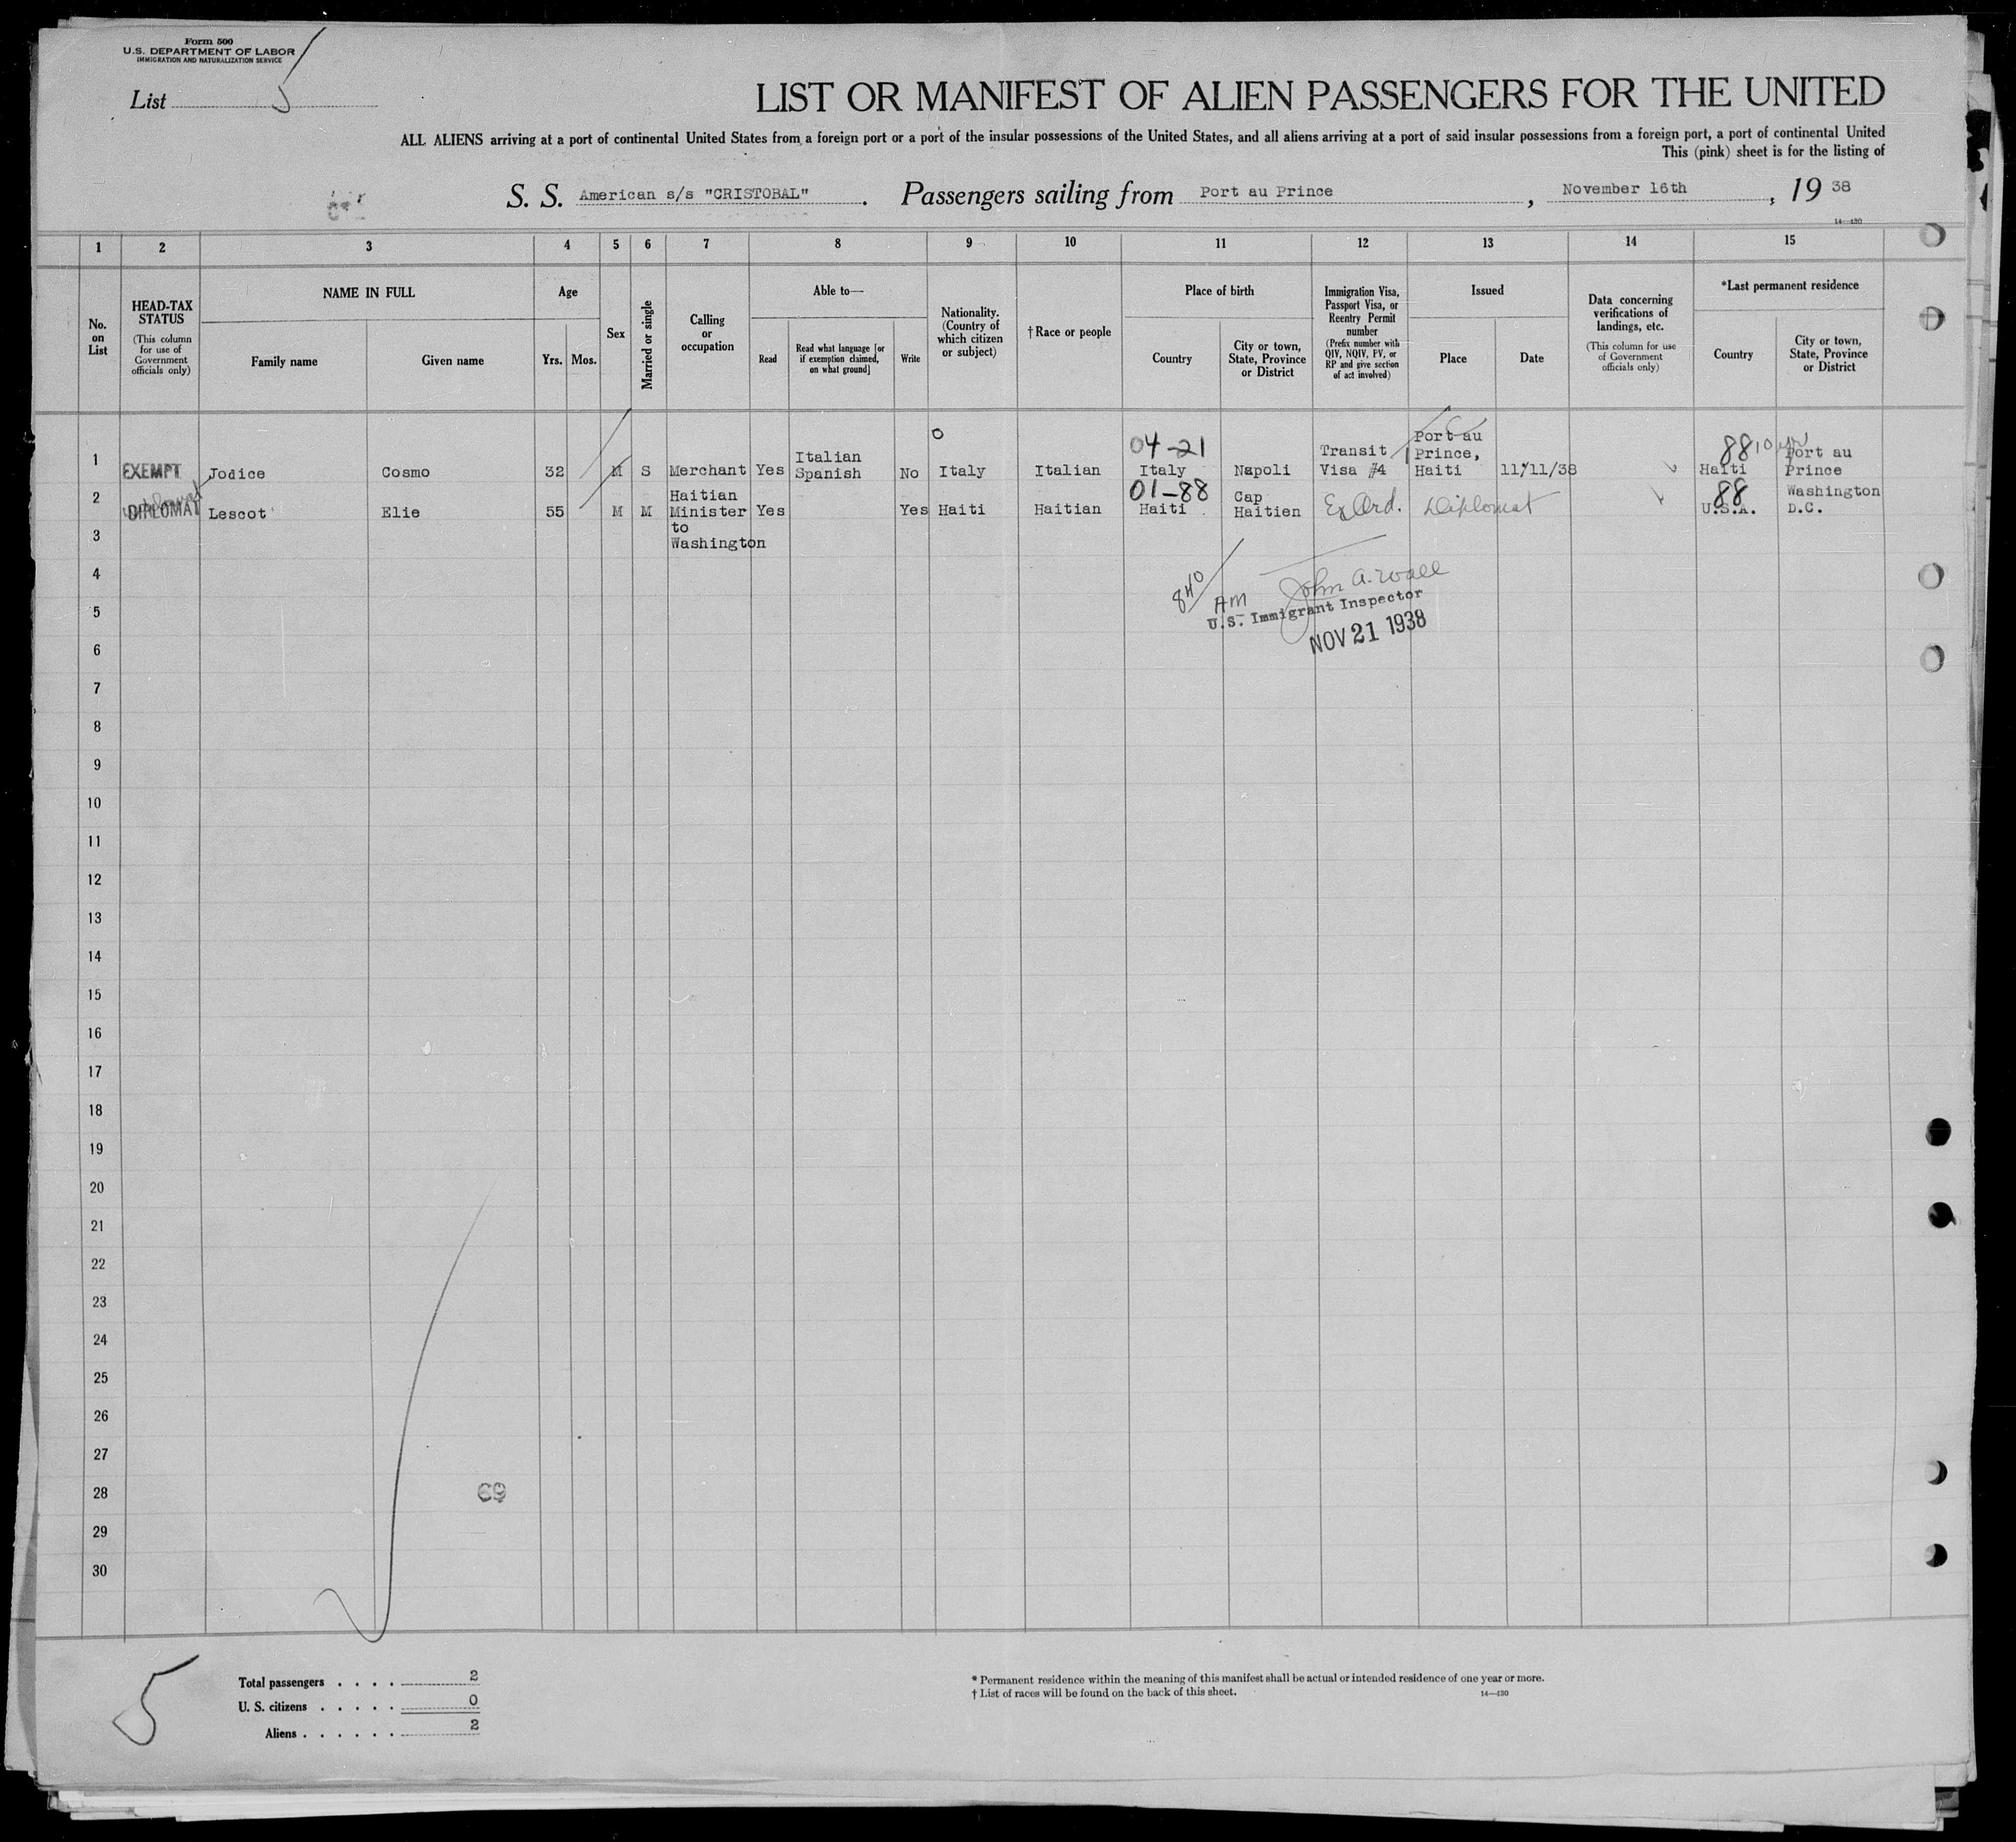 Form 500
U.S. DEPARTMENT OF LABOR
IMMIGRATION AND NATURALIZATION SERVICE
List 5
LIST OR MANIFEST OF ALIEN PASSENGERS FOR THE UNITED
ALL ALIENS arriving at a port of continental United States from a foreign port or a port of the insular possessions of the United States, and all aliens arriving at a port of said insular possessions from a foreign port, a port of continental United
This (pink) sheet is for the listing of
S. S. American s/s "CRISTOBAL". Passengers sailing from Port au Prince, November 16th, 19 38
14—430
1 2 3 4 5 6 7 8 9 10 11 12 13 14 15
No. on List
HEAD-TAX STATUS
(This column for use of Government officials only)
NAME IN FULL
Family name
Given name
Age
Yrs. Mos.
Sex
Married or single
Calling or occupation
Able to—
Read
Read what language [or if exemption claimed, on what ground]
Write
Nationality. (Country of which citizen or subject)
†Race or people
Place of birth
Country
City or town, State, Province or District
Immigration Visa, Passport Visa, or Reentry Permit number
(Prefix number with QIV, NQIV, PV, or RP and give section of act involved)
Issued
Place
Date
Data concerning verifications of landings, etc.
(This column for use of Government officials only)
*Last permanent residence
Country
City or town, State, Province or District
1 EXEMPT Jodice Cosmo 32 M S Merchant Yes Italian Spanish No Italy Italian 04-21 Italy Napoli Transit Visa #4 Port au Prince, Haiti 11/11/38 88 Haiti Port au Prince
2 DIPLOMAT Lescot Elie 55 M M Haitian Minister to Washington Yes Yes Haiti Haitian 01-88 Haiti Cap Haitien Ex Ord. Diplomat 88 U.S.A. Washington D.C.
3
4
840 AM John A. Wall
5
U.S. Immigrant Inspector
NOV 21 1938
6
7
8
9
10
11
12
13
14
15
16
17
18
19
20
21
22
23
24
25
26
27
28
69
29
30
5
Total passengers . . . . 2
U. S. citizens . . . . . 0
Aliens . . . . . . 2
* Permanent residence within the meaning of this manifest shall be actual or intended residence of one year or more.
† List of races will be found on the back of this sheet.
14—430